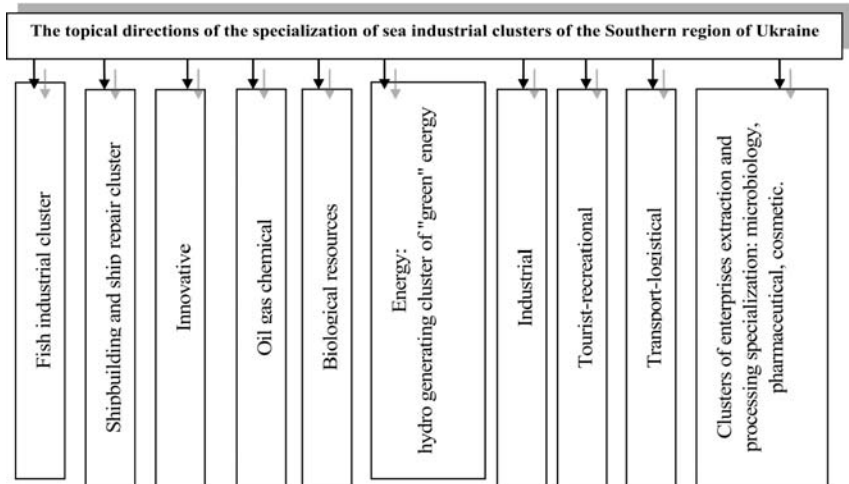 The topical directions of the specialization of sea industrial clusters of the Southern region of Ukraine
Fish industrial cluster
Shipbuilding and ship repair cluster
Innovative
Oil gas chemical
Biological resources
Energy:
hydro generating cluster of "green" energy
Industrial
Tourist-recreational
Transport-logistical
Clusters of enterprises extraction and
processing specialization: microbiology,
pharmaceutical, cosmetic.